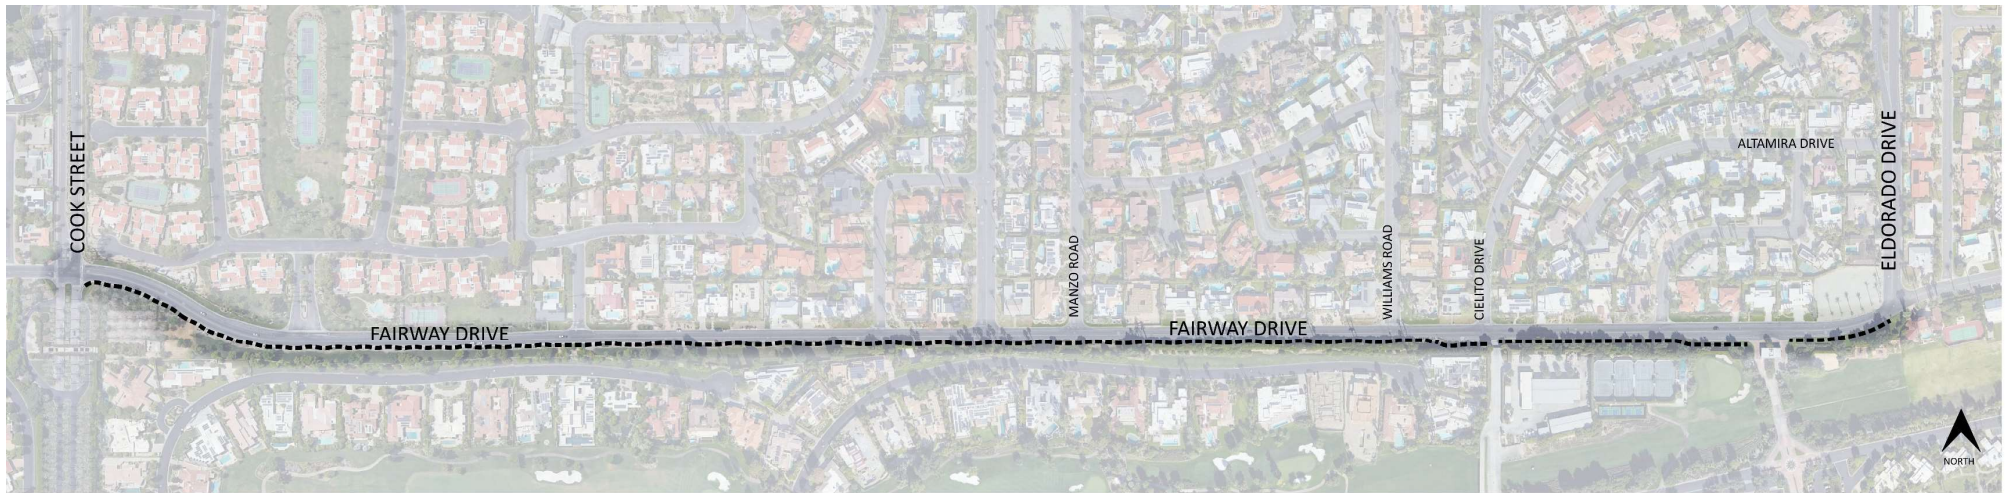 COOK STREET
FAIRWAY DRIVE
MANZO ROAD
FAIRWAY DRIVE
WILLIAMS ROAD
CIELITO DRIVE
ALTAMIRA DRIVE
ELDORADO DRIVE
NORTH